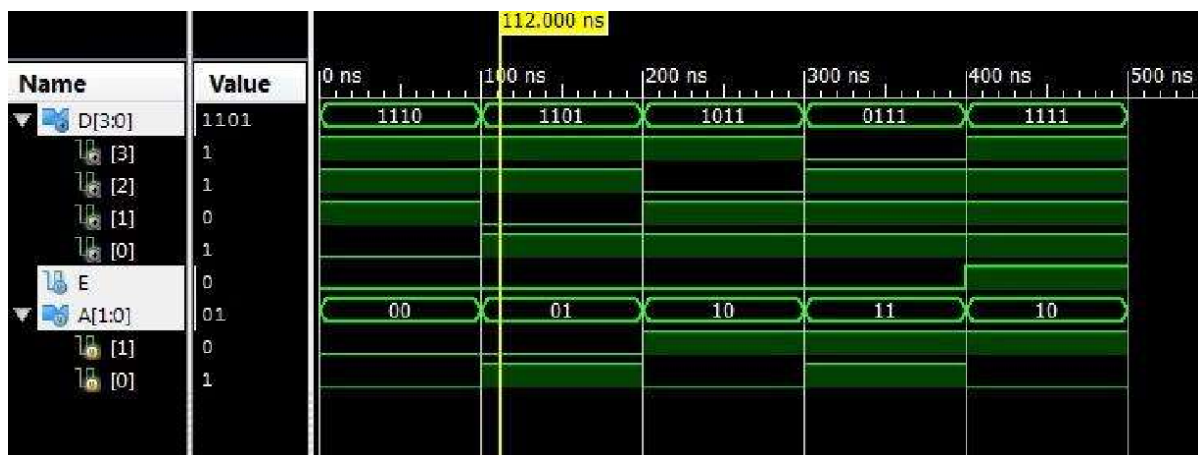 112.000 ns
Name Value 0 ns 100 ns 200 ns 300 ns 400 ns 500 ns
D[3:0] 1101 1110 1101 1011 0111 1111
[3] 1
[2] 1
[1] 0
[0] 1
E 0
A[1:0] 01 00 01 10 11 10
[1] 0
[0] 1